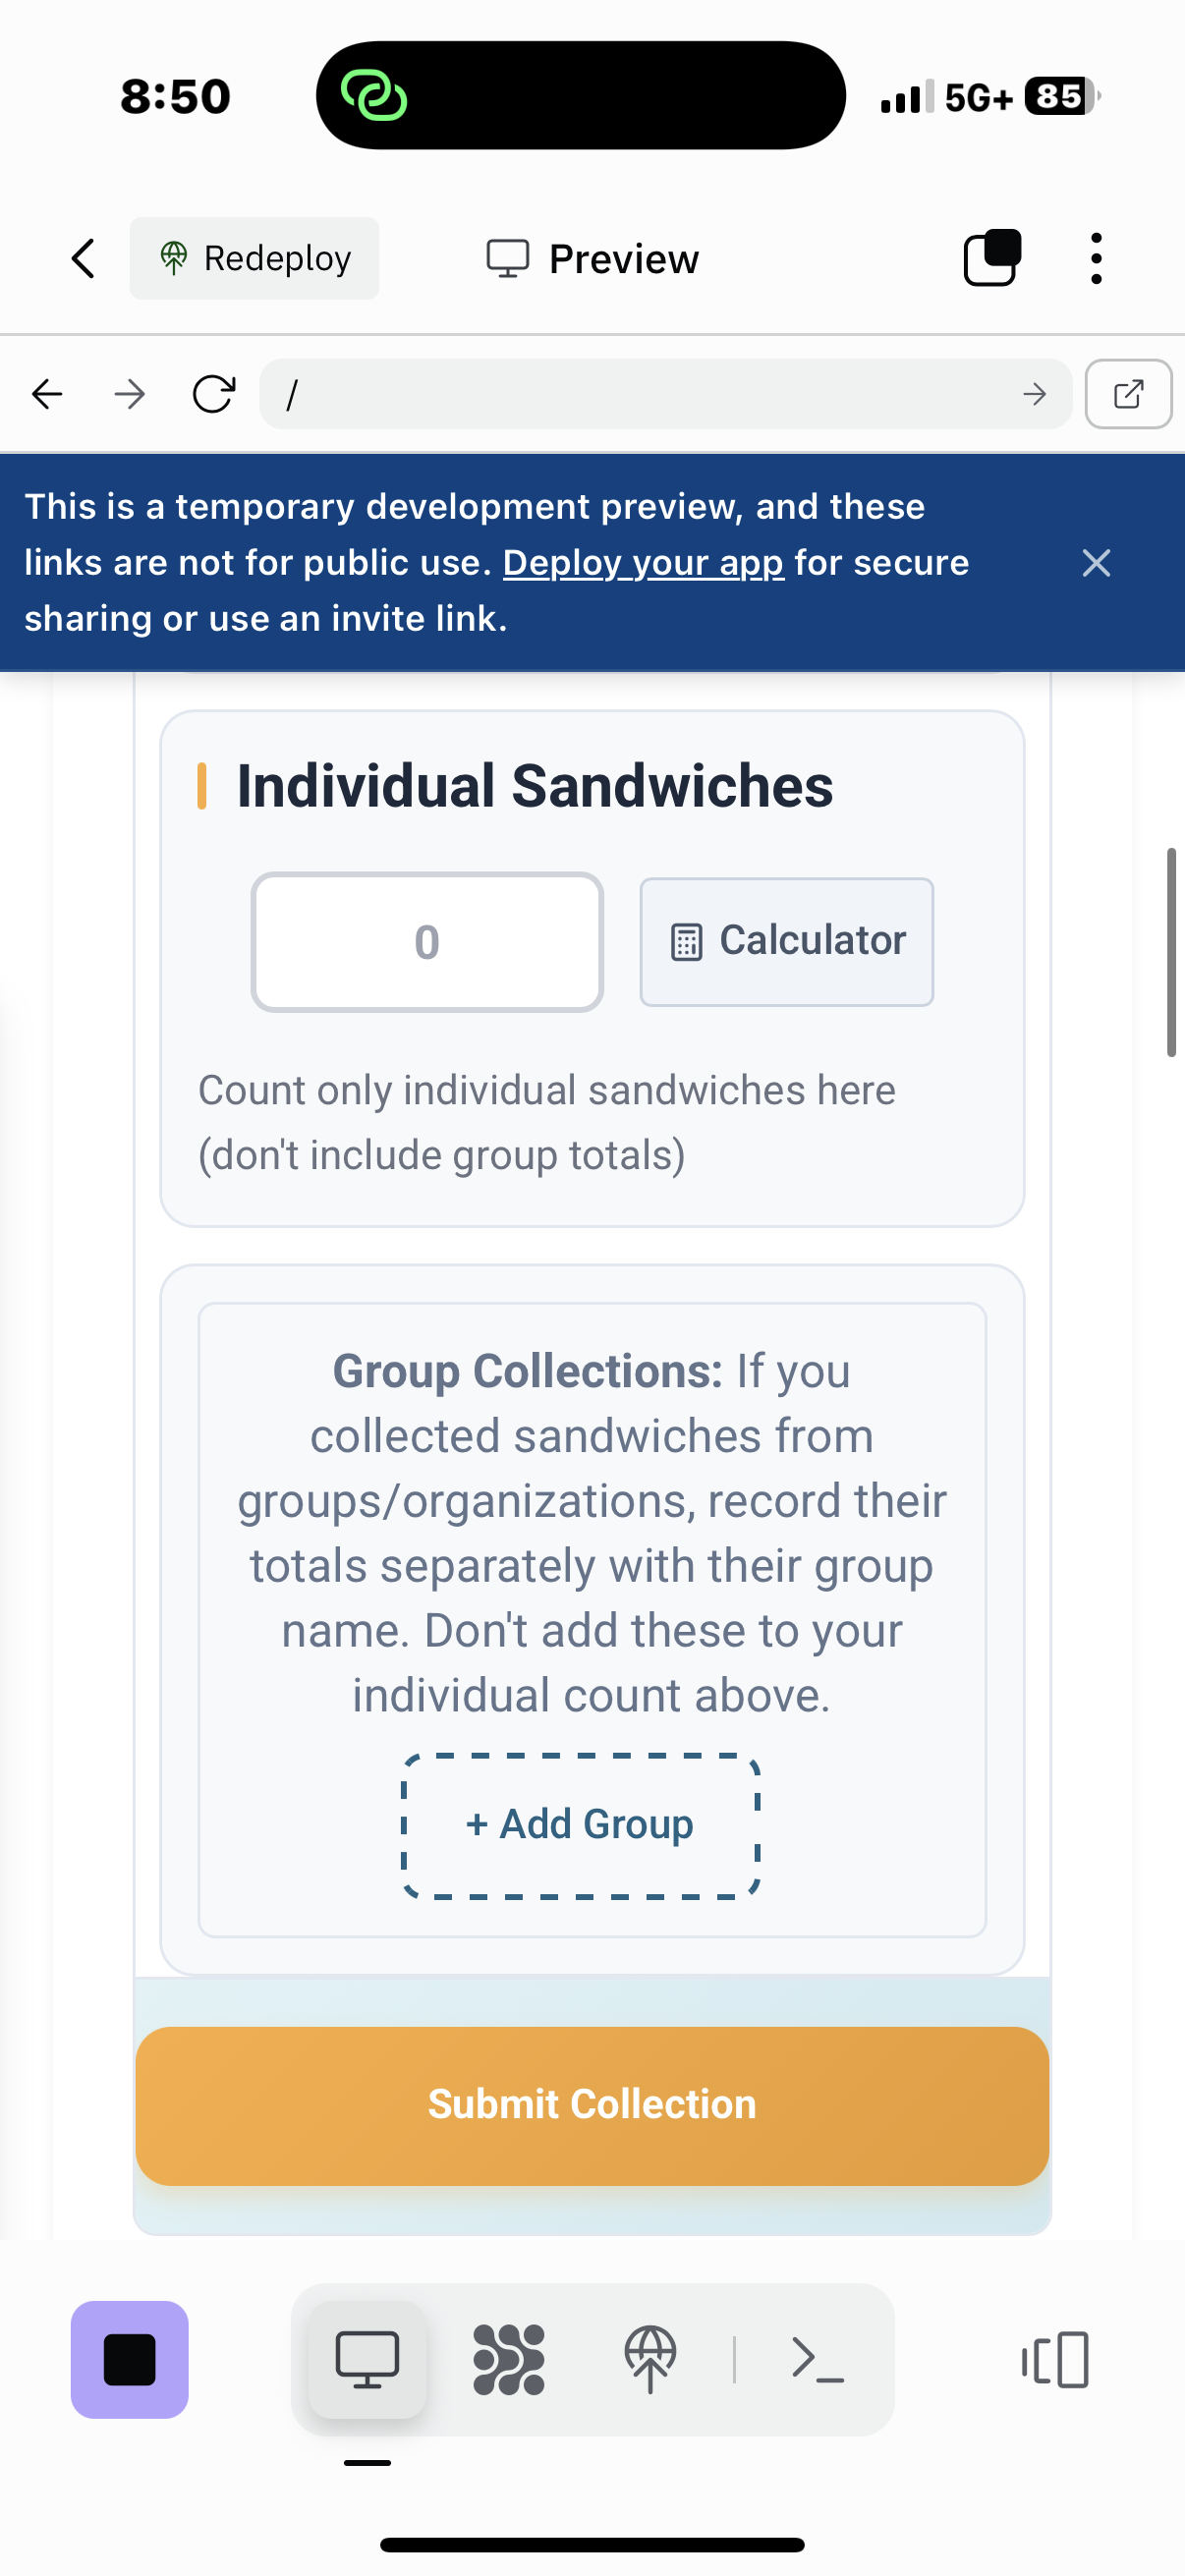 8:50
5G+ 85
Redeploy
Preview
/
This is a temporary development preview, and these
links are not for public use. Deploy your app for secure
sharing or use an invite link.
Individual Sandwiches
0
Calculator
Count only individual sandwiches here
(don't include group totals)
Group Collections: If you
collected sandwiches from
groups/organizations, record their
totals separately with their group
name. Don't add these to your
individual count above.
+ Add Group
Submit Collection